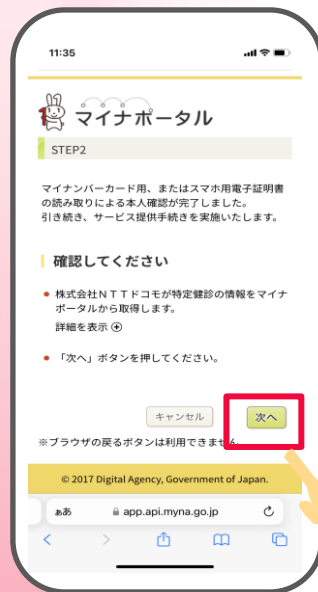 11:35
マイナポータル
STEP2
マイナンバーカード用、またはスマホ用電子証明書
の読み取りによる本人確認が完了しました。
引き続き、サービス提供手続きを実施いたします。
確認してください
株式会社NTTドコモが特定健診の情報をマイナ
ポータルから取得します。
詳細を表示
「次へ」ボタンを押してください。
キャンセル
次へ
※ブラウザの戻るボタンは利用できません。
© 2017 Digital Agency, Government of Japan.
ぁあ
app.api.myna.go.jp